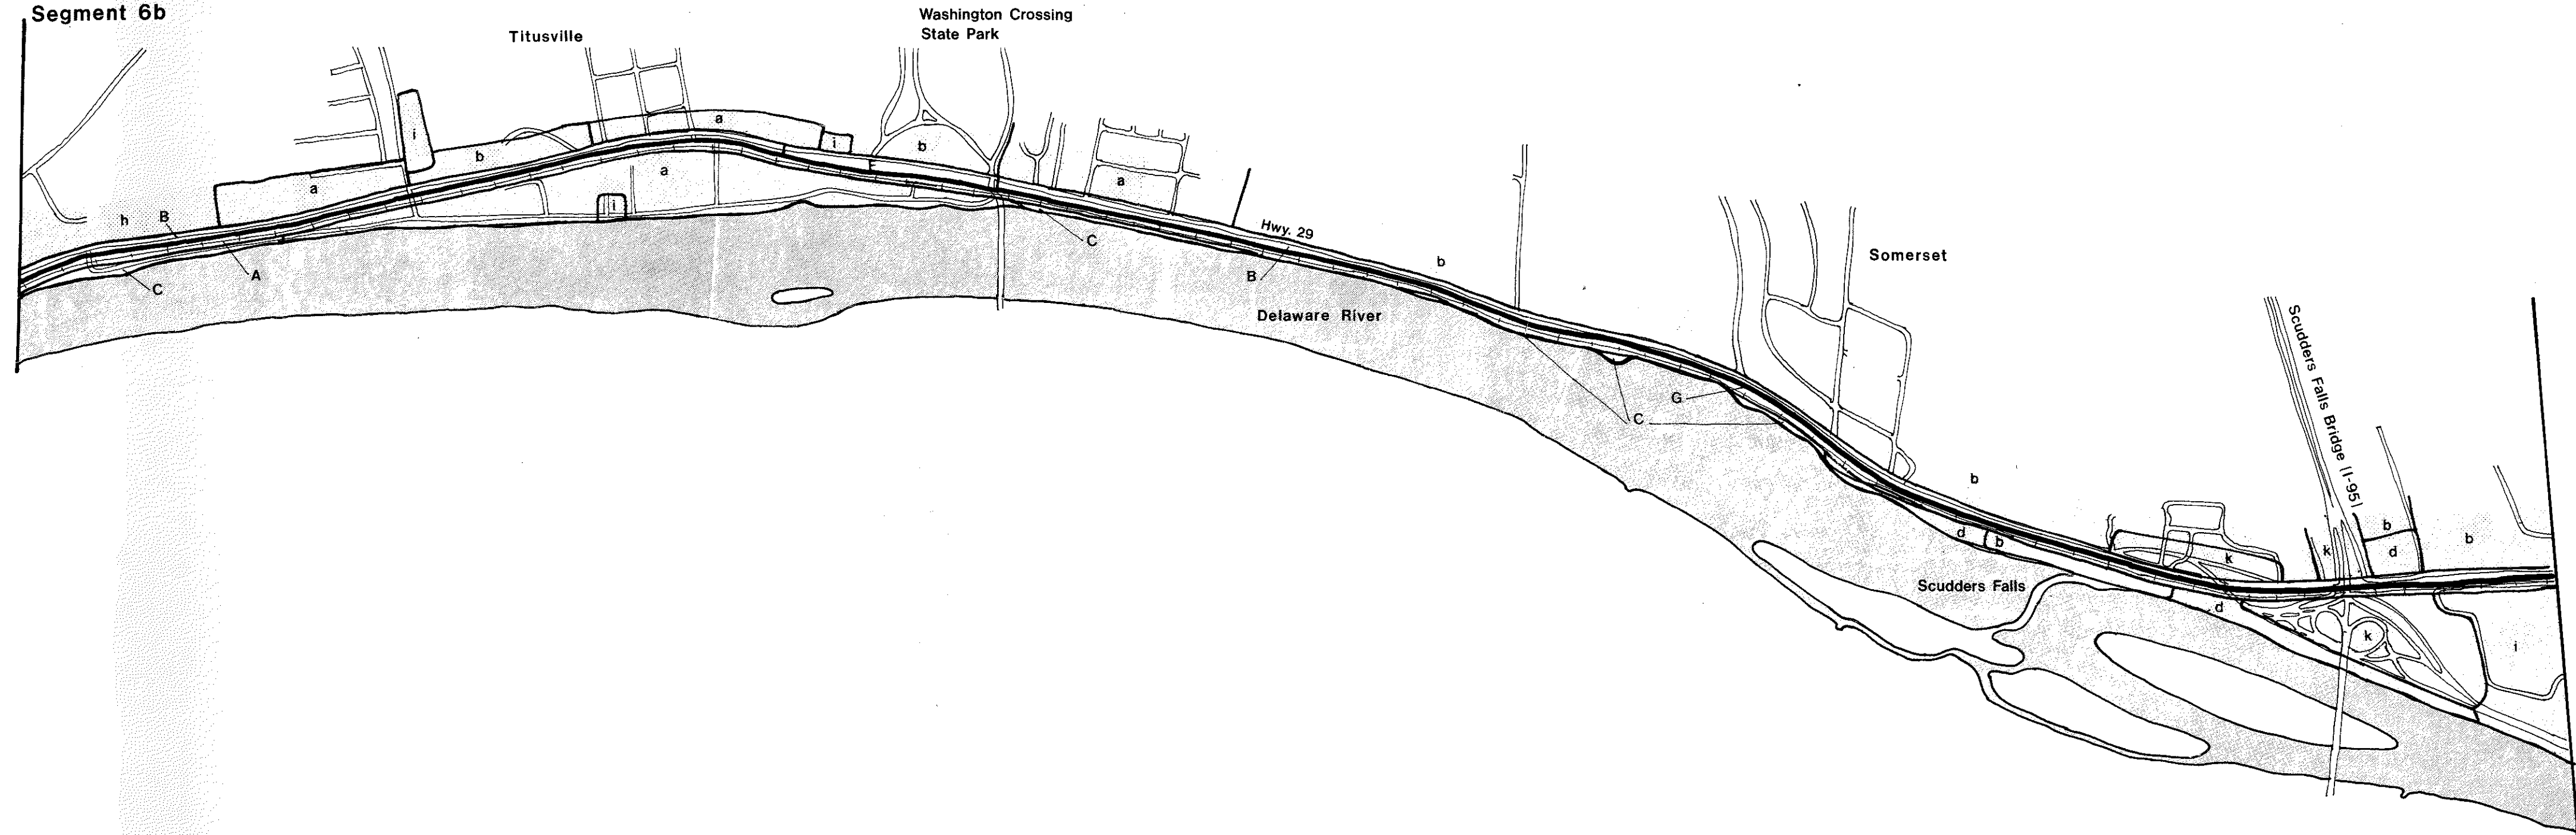 Segment 6b
Washington Crossing
State Park
Titusville
a
i
i
b
b
b
a
a
a
i
h
B
C
A
C
Hwy. 29
b
B
Somerset
Delaware River
Scudders Falls Bridge (I-95)
G
C
b
d
b
k
k
b
d
b
Scudders Falls
d
k
i